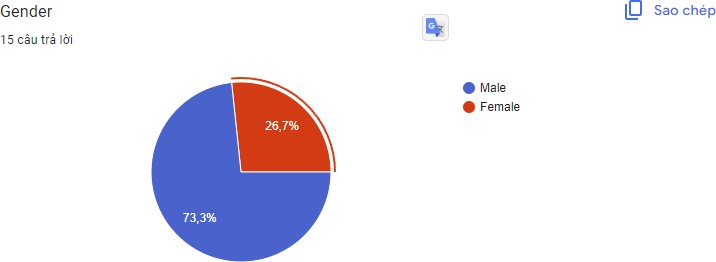 Gender
Sao chép
15 câu trả lời
Male
Female
26,7%
73,3%